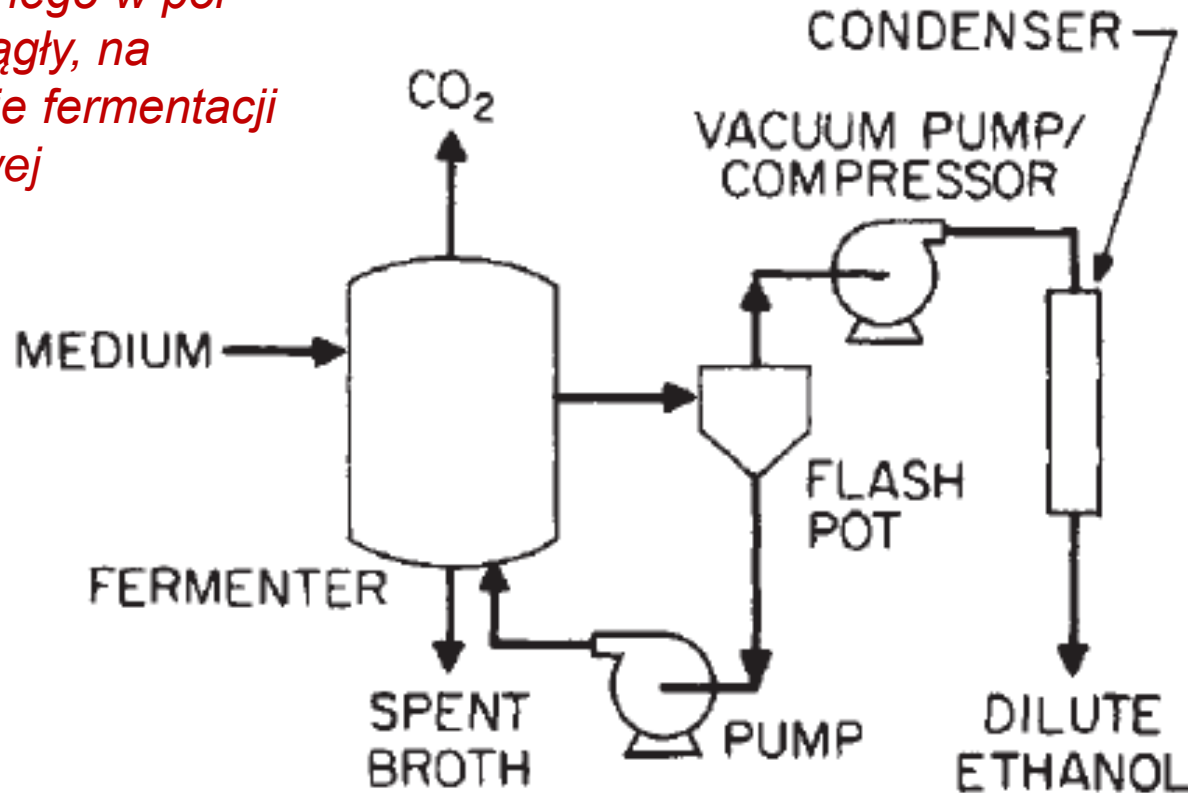 ągły, na
e fermentacji
CO₂
CONDENSER
VACUUM PUMP/
COMPRESSOR
MEDIUM
FLASH
POT
FERMENTER
SPENT
BROTH
PUMP
DILUTE
ETHANOL